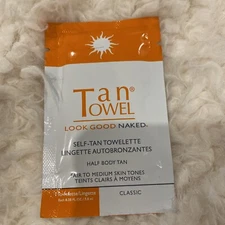 Tan®
TOWEL
LOOK GOOD NAKED™
SELF-TAN TOWELETTE
LINGETTE AUTOBRONZANTES
HALF BODY TAN
FAIR TO MEDIUM SKIN TONES
TEINTS CLAIRS À MOYENS
CLASSIC